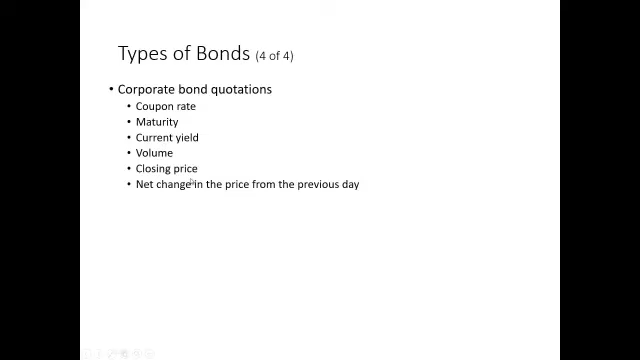 Types of Bonds (4 of 4)
• Corporate bond quotations
• Coupon rate
• Maturity
• Current yield
• Volume
• Closing price
• Net change in the price from the previous day